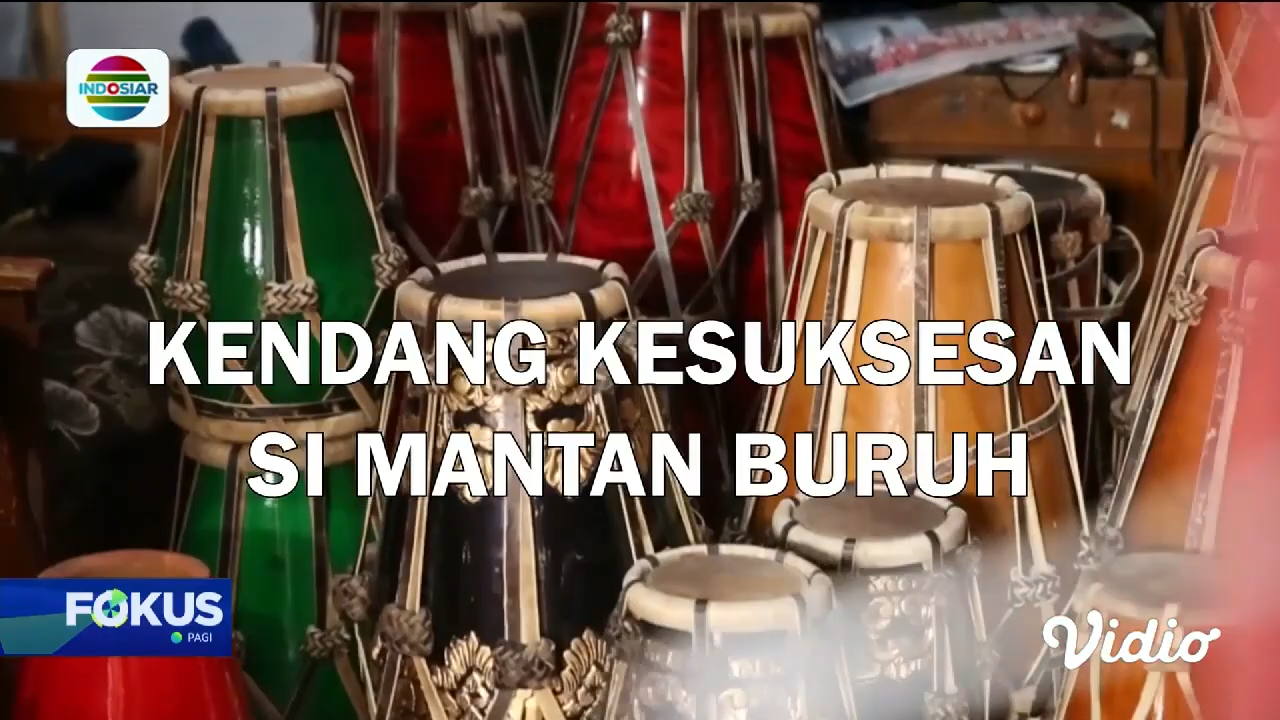 INDOSIAR
KENDANG KESUKSESAN
SI MANTAN BURUH
FOKUS
PAGI
Vidio